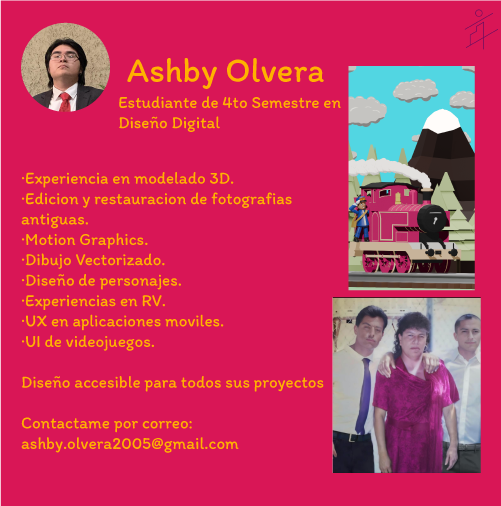 Ashby Olvera
Estudiante de 4to Semestre en
Diseño Digital
·Experiencia en modelado 3D.
·Edicion y restauracion de fotografias
antiguas.
·Motion Graphics.
·Dibujo Vectorizado.
·Diseño de personajes.
·Experiencias en RV.
·UX en aplicaciones moviles.
·UI de videojuegos.
Diseño accesible para todos sus proyectos
Contactame por correo:
ashby.olvera2005@gmail.com